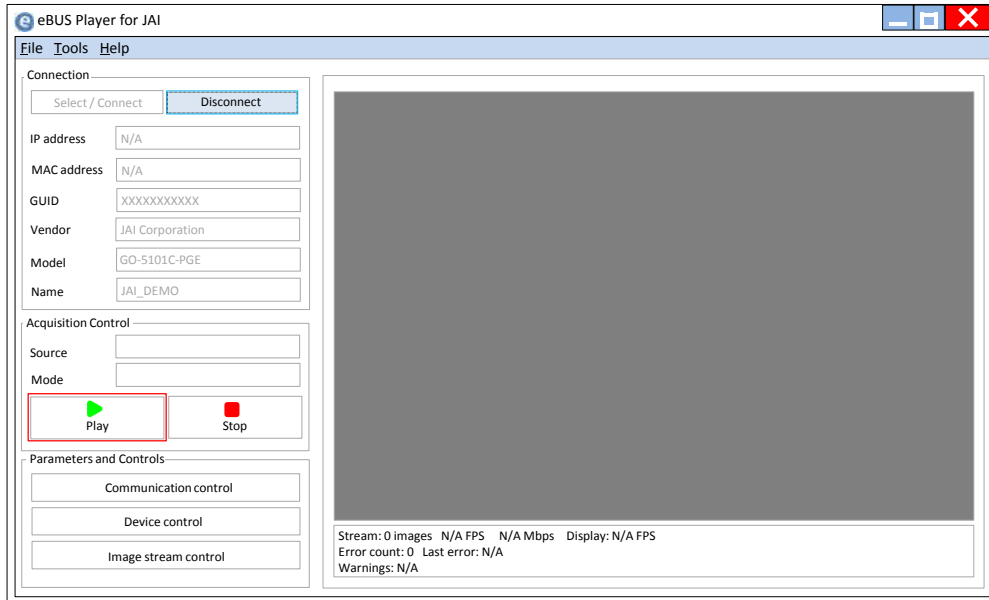 eBUS Player for JAI
File Tools Help
Connection
Select / Connect Disconnect
IP address N/A
MAC address N/A
GUID XXXXXXXXXXX
Vendor JAI Corporation
Model GO-5101C-PGE
Name JAI_DEMO
Acquisition Control
Source
Mode
Play Stop
Parameters and Controls
Communication control
Device control
Image stream control
Stream: 0 images N/A FPS N/A Mbps Display: N/A FPS
Error count: 0 Last error: N/A
Warnings: N/A